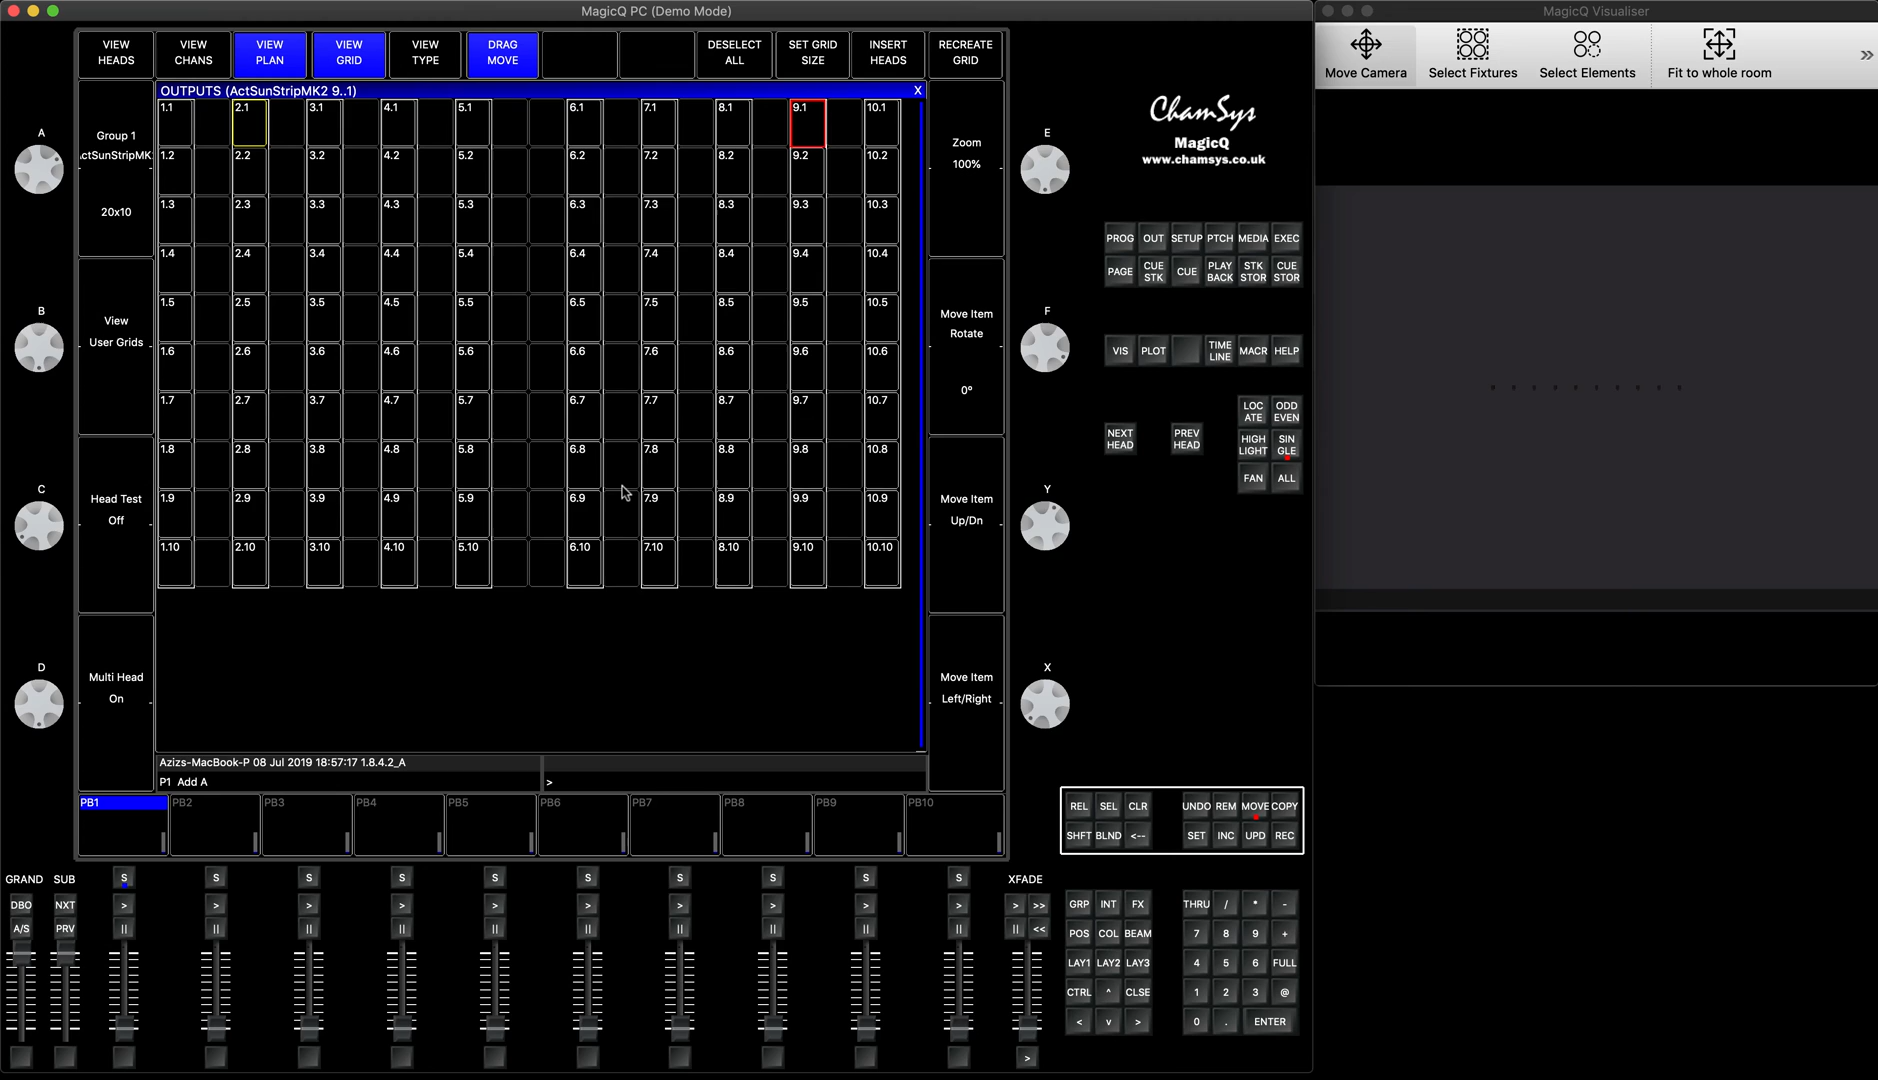 MagicQ PC (Demo Mode)
MagicQ Visualiser
VIEW HEADS
VIEW CHANS
VIEW PLAN
VIEW GRID
VIEW TYPE
DRAG MOVE
DESELECT ALL
SET GRID SIZE
INSERT HEADS
RECREATE GRID
Move Camera
Select Fixtures
Select Elements
Fit to whole room
»
OUTPUTS (ActSunStripMK2 9..1)
X
1.1 2.1 3.1 4.1 5.1 6.1 7.1 8.1 9.1 10.1
1.2 2.2 3.2 4.2 5.2 6.2 7.2 8.2 9.2 10.2
1.3 2.3 3.3 4.3 5.3 6.3 7.3 8.3 9.3 10.3
1.4 2.4 3.4 4.4 5.4 6.4 7.4 8.4 9.4 10.4
1.5 2.5 3.5 4.5 5.5 6.5 7.5 8.5 9.5 10.5
1.6 2.6 3.6 4.6 5.6 6.6 7.6 8.6 9.6 10.6
1.7 2.7 3.7 4.7 5.7 6.7 7.7 8.7 9.7 10.7
1.8 2.8 3.8 4.8 5.8 6.8 7.8 8.8 9.8 10.8
1.9 2.9 3.9 4.9 5.9 6.9 7.9 8.9 9.9 10.9
1.10 2.10 3.10 4.10 5.10 6.10 7.10 8.10 9.10 10.10
A
Group 1
ctSunStripMK
20x10
B
View
User Grids
C
Head Test
Off
D
Multi Head
On
Zoom
100%
E
Move Item
Rotate
0°
F
Move Item
Up/Dn
Y
Move Item
Left/Right
X
ChamSys
MagicQ
www.chamsys.co.uk
PROG OUT SETUP PTCH MEDIA EXEC
PAGE CUE STK CUE PLAY BACK STK STOR CUE STOR
VIS PLOT TIME LINE MACR HELP
LOC ATE ODD EVEN
NEXT HEAD PREV HEAD HIGH LIGHT SIN GLE
FAN ALL
Azizs-MacBook-P 08 Jul 2019 18:57:17 1.8.4.2_A
P1 Add A
>
PB1 PB2 PB3 PB4 PB5 PB6 PB7 PB8 PB9 PB10
REL SEL CLR UNDO REM MOVE COPY
SHFT BLND <-- SET INC UPD REC
GRAND SUB S S S S S S S S S S XFADE
DBO NXT > > > > > > > > > > > >>
A/S PRV || || || || || || || || || || || <<
>
GRP INT FX THRU / * -
POS COL BEAM 7 8 9 +
LAY1 LAY2 LAY3 4 5 6 FULL
CTRL ^ CLSE 1 2 3 @
< v > 0 . ENTER